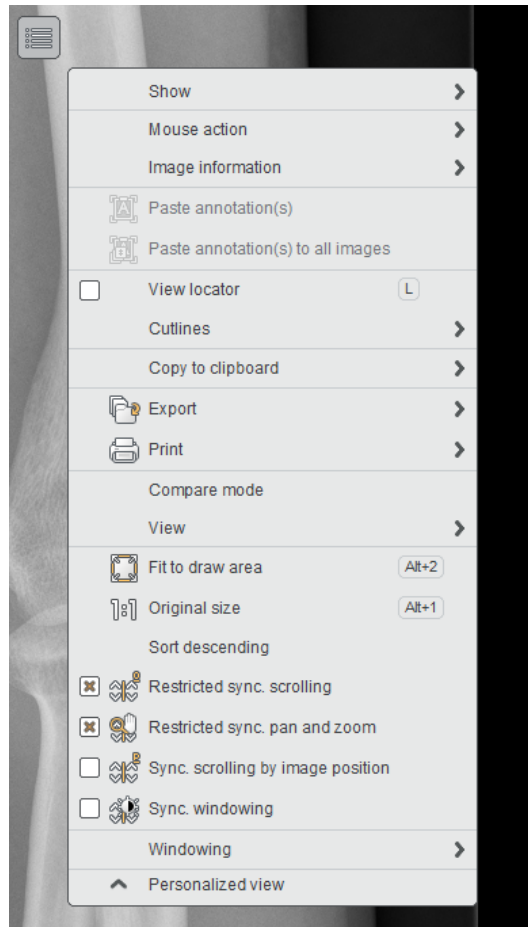 Show
Mouse action
Image information
Paste annotation(s)
Paste annotation(s) to all images
View locator L
Cutlines
Copy to clipboard
Export
Print
Compare mode
View
Fit to draw area Alt+2
1:1 Original size Alt+1
Sort descending
Restricted sync. scrolling
Restricted sync. pan and zoom
Sync. scrolling by image position
Sync. windowing
Windowing
Personalized view